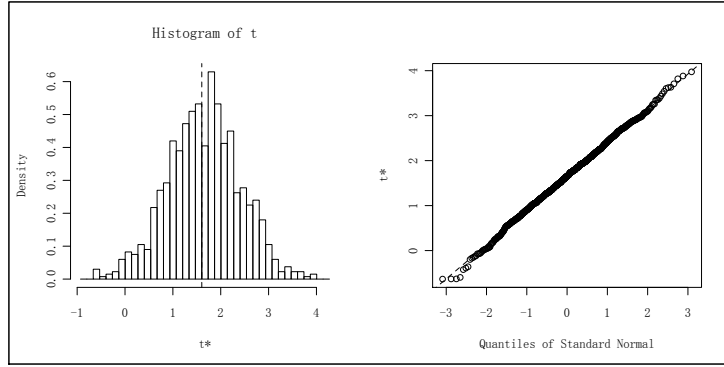 Histogram of t
Density
0.0 0.1 0.2 0.3 0.4 0.5 0.6
-1 0 1 2 3 4
t*
t*
0 1 2 3 4
-3 -2 -1 0 1 2 3
Quantiles of Standard Normal